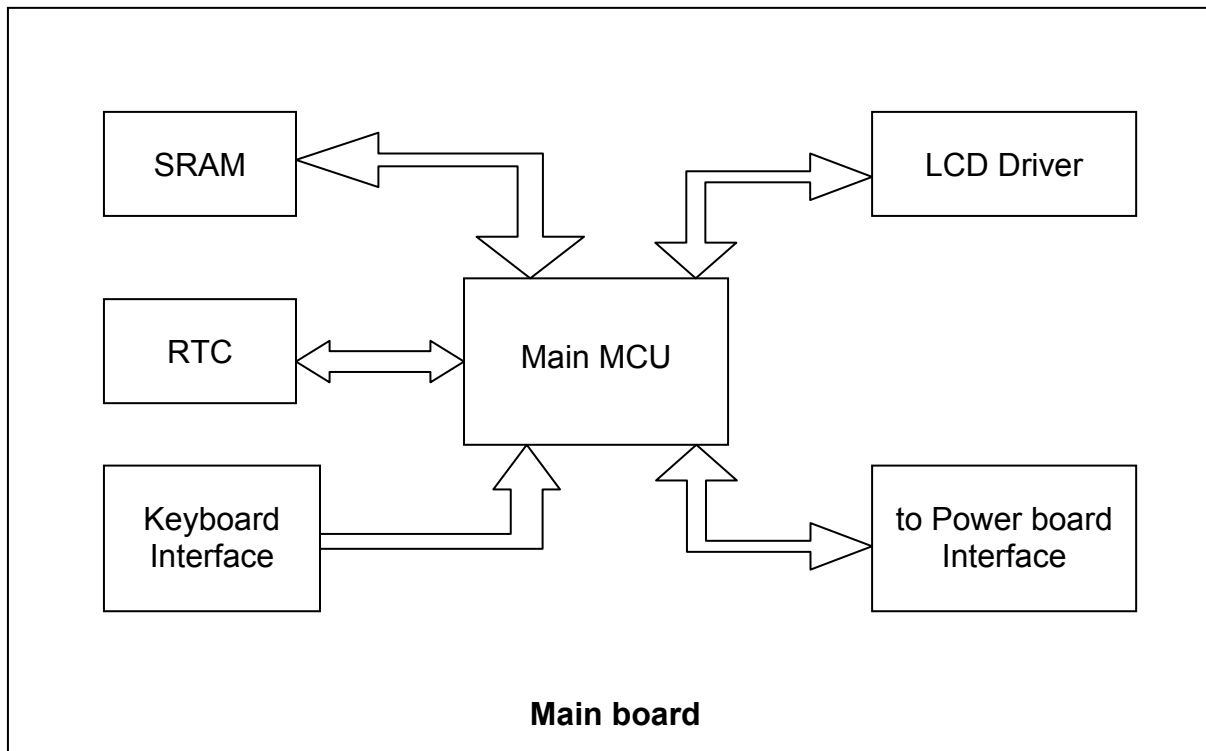 SRAM
LCD Driver
RTC
Main MCU
Keyboard
Interface
to Power board
Interface
Main board